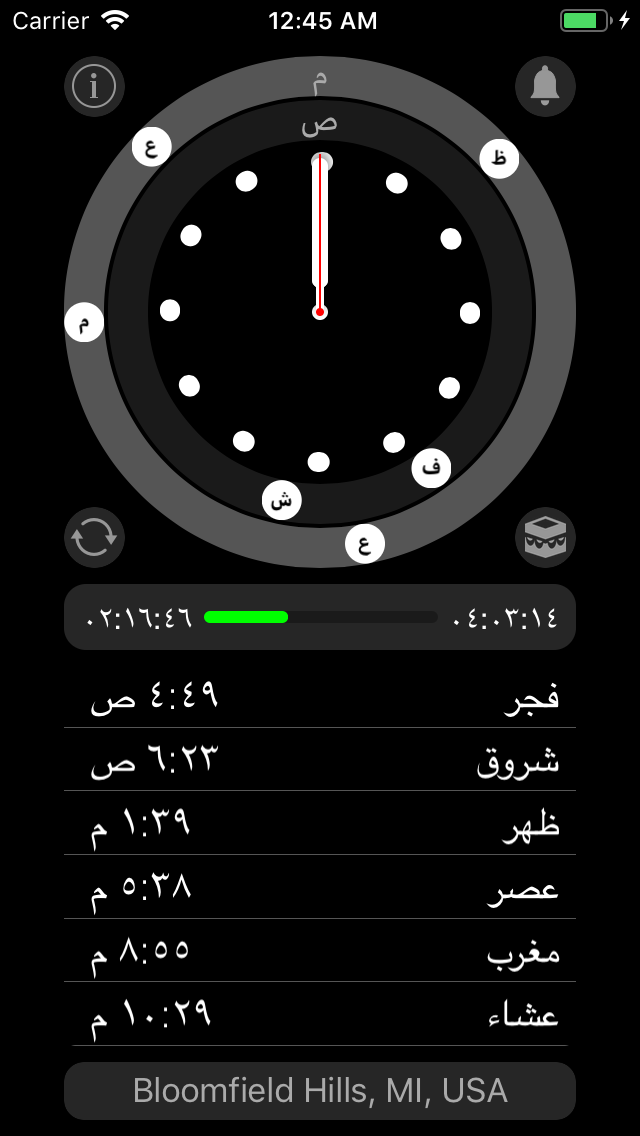 Carrier 12:45 AM
م
ص
ع
ظ
م
ف
ش
ع
٠٢:١٦:٤٦ ٠٤:٠٣:١٤
فجر ٤:٤٩ ص
شروق ٦:٢٣ ص
ظهر ١:٣٩ م
عصر ٥:٣٨ م
مغرب ٨:٥٥ م
عشاء ١٠:٢٩ م
Bloomfield Hills, MI, USA